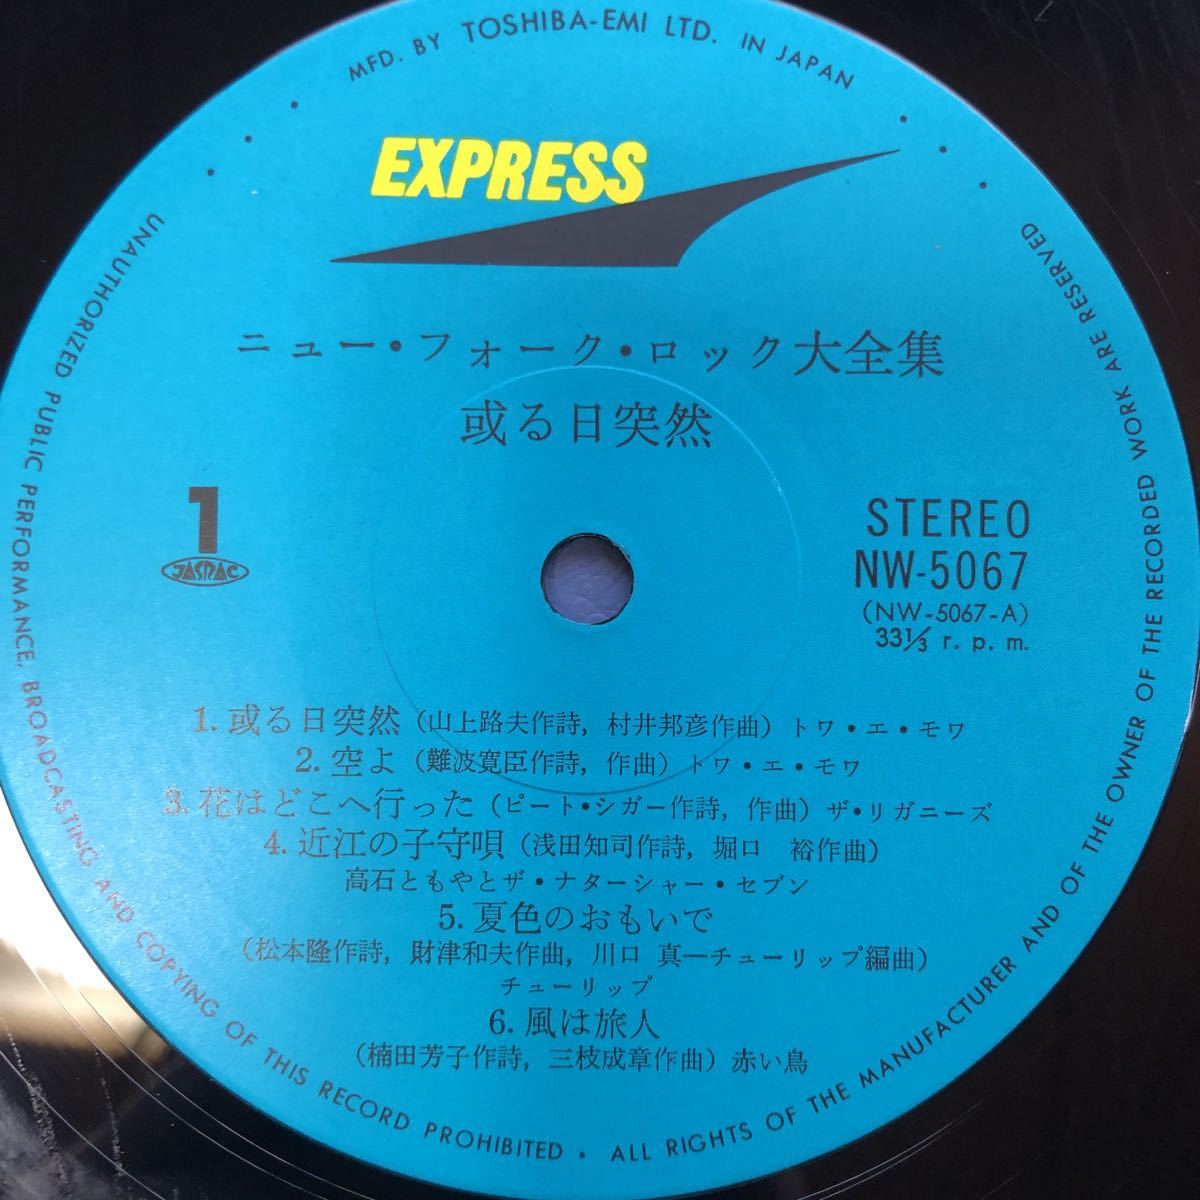 MFD. BY TOSHIBA-EMI LTD. IN JAPAN
EXPRESS
ニュー・フォーク・ロック大全集
或る日突然
1
JASRAC
STEREO
NW-5067
(NW-5067-A)
33 1/3 r. p. m.
1. 或る日突然 (山上路夫作詩, 村井邦彦作曲) トワ・エ・モワ
2. 空よ (難波寛臣作詩, 作曲) トワ・エ・モワ
3. 花はどこへ行った (ピート・シガー作詩, 作曲) ザ・リガニーズ
4. 近江の子守唄 (浅田知司作詩, 堀口 裕作曲)
高石ともやとザ・ナターシャー・セブン
5. 夏色のおもいで
(松本隆作詩, 財津和夫作曲, 川口 真—チューリップ編曲)
チューリップ
6. 風は旅人
(楠田芳子作詩, 三枝成章作曲) 赤い鳥
UNAUTHORIZED PUBLIC PERFORMANCE, BROADCASTING AND COPYING OF THIS RECORD PROHIBITED • ALL RIGHTS OF THE MANUFACTURER AND OF THE OWNER OF THE RECORDED WORK ARE RESERVED